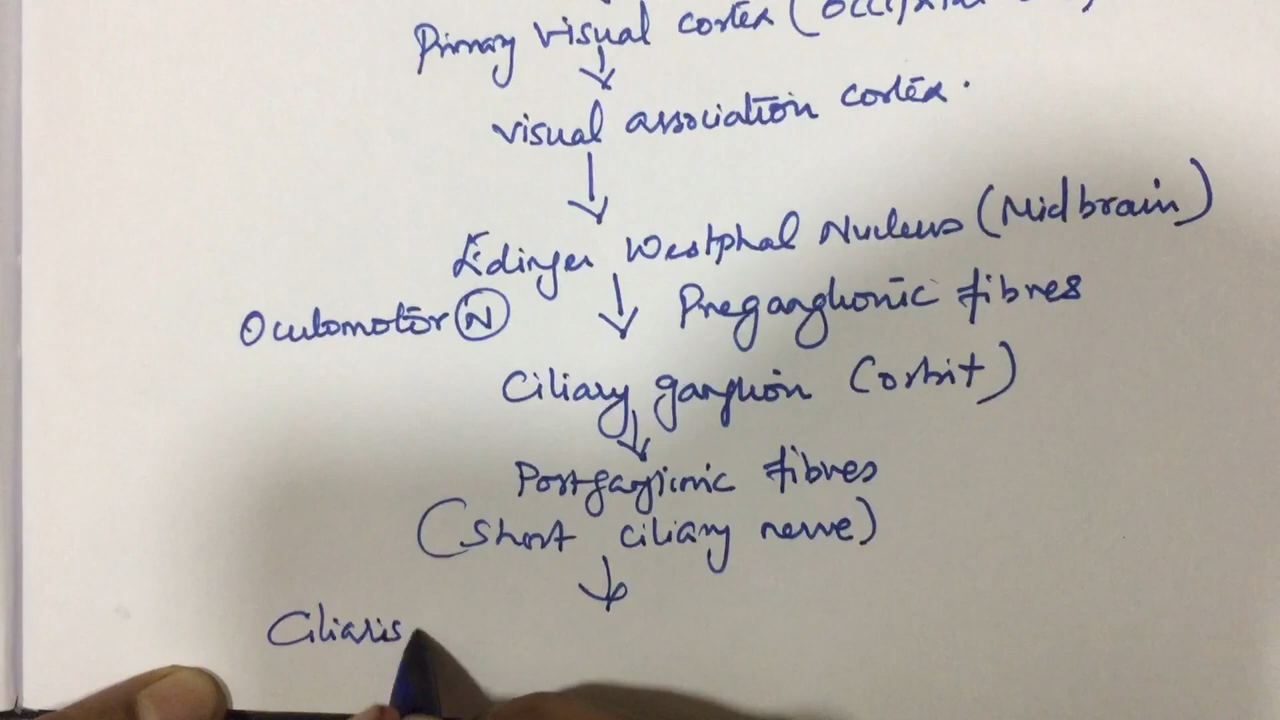 Primary visual cortex (
visual association cortex.
Edinger Westphal Nucleus (Midbrain)
Oculomotor N Preganglionic fibres
Ciliary ganglion (orbit)
Postganglionic fibres
(Short ciliary nerve)
Ciliaris